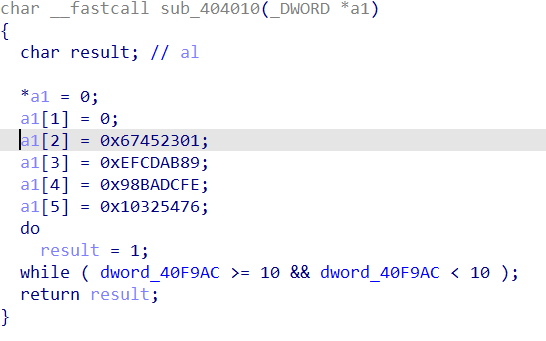 char __fastcall sub_404010(_DWORD *a1)
{
  char result; // al

  *a1 = 0;
  a1[1] = 0;
  a1[2] = 0x67452301;
  a1[3] = 0xEFCDAB89;
  a1[4] = 0x98BADCFE;
  a1[5] = 0x10325476;
  do
    result = 1;
  while ( dword_40F9AC >= 10 && dword_40F9AC < 10 );
  return result;
}